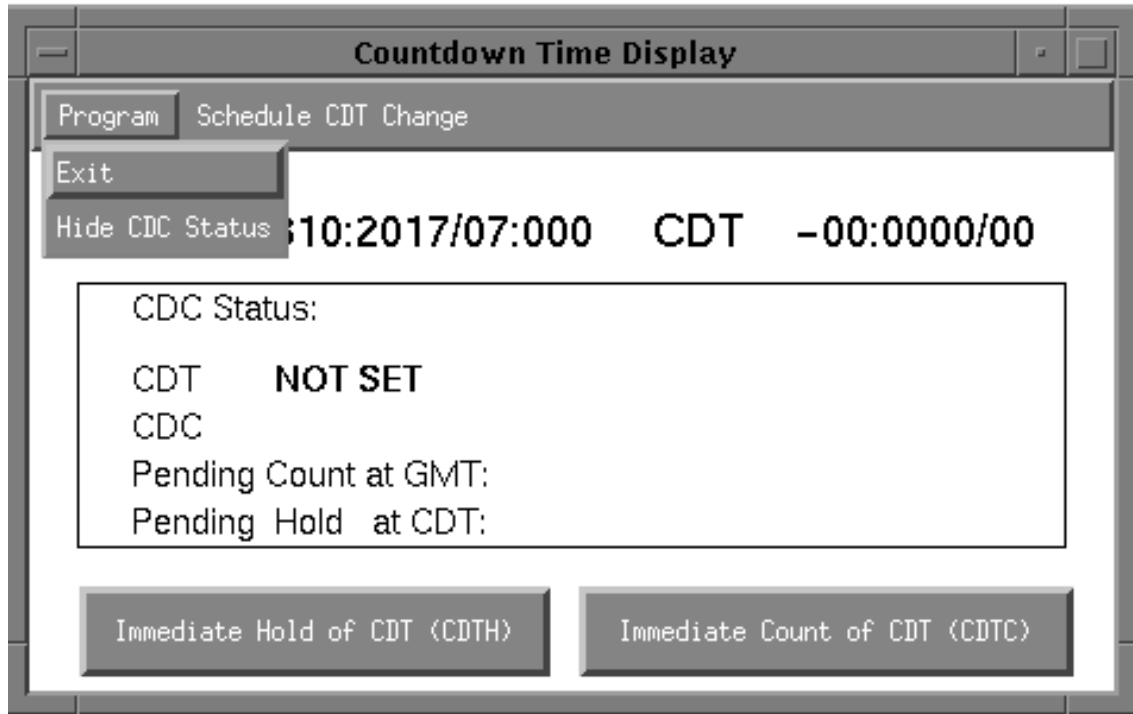 Countdown Time Display
Program Schedule CDT Change
Exit
Hide CDC Status
10:2017/07:000 CDT -00:0000/00
CDC Status:
CDT NOT SET
CDC
Pending Count at GMT:
Pending Hold at CDT:
Immediate Hold of CDT (CDTH) Immediate Count of CDT (CDTC)